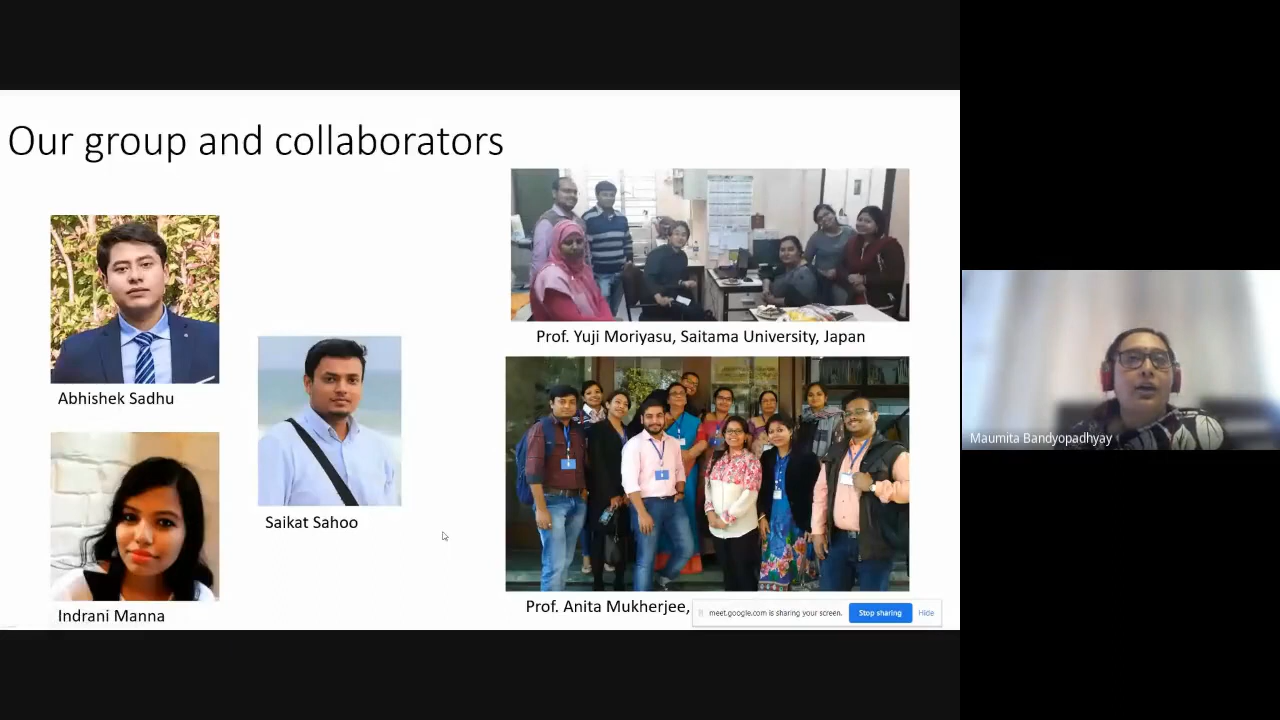 Our group and collaborators
Abhishek Sadhu
Saikat Sahoo
Indrani Manna
Prof. Yuji Moriyasu, Saitama University, Japan
Prof. Anita Mukherjee,
meet.google.com is sharing your screen.
Stop sharing
Hide
Maumita Bandyopadhyay